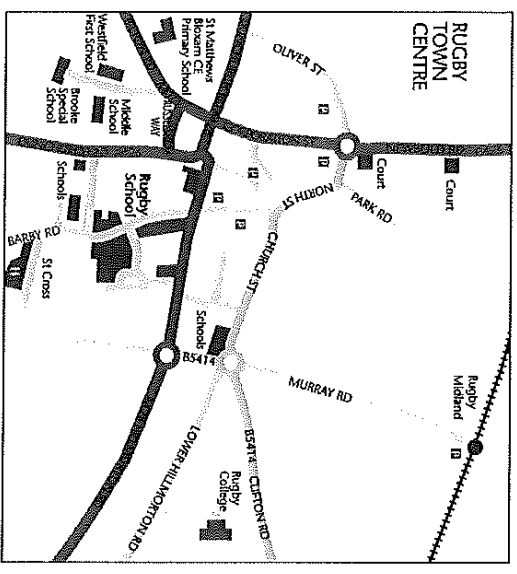 RUGBY
TOWN
CENTRE
OLIVER ST
P
P
Court
Court
PARK RD
NORTH ST
P
P
P
CHURCH ST
St Matthews
Bloxam CE
Primary School
Westfield
First School
WAY
Middle
School
Brooke
Special
School
Schools
Rugby
School
BARBY RD
St Cross
H
Schools
B5414
MURRAY RD
Rugby
Midland
P
B5414
CLIFTON RD
LOWER HILLMORTON RD
Rugby
College